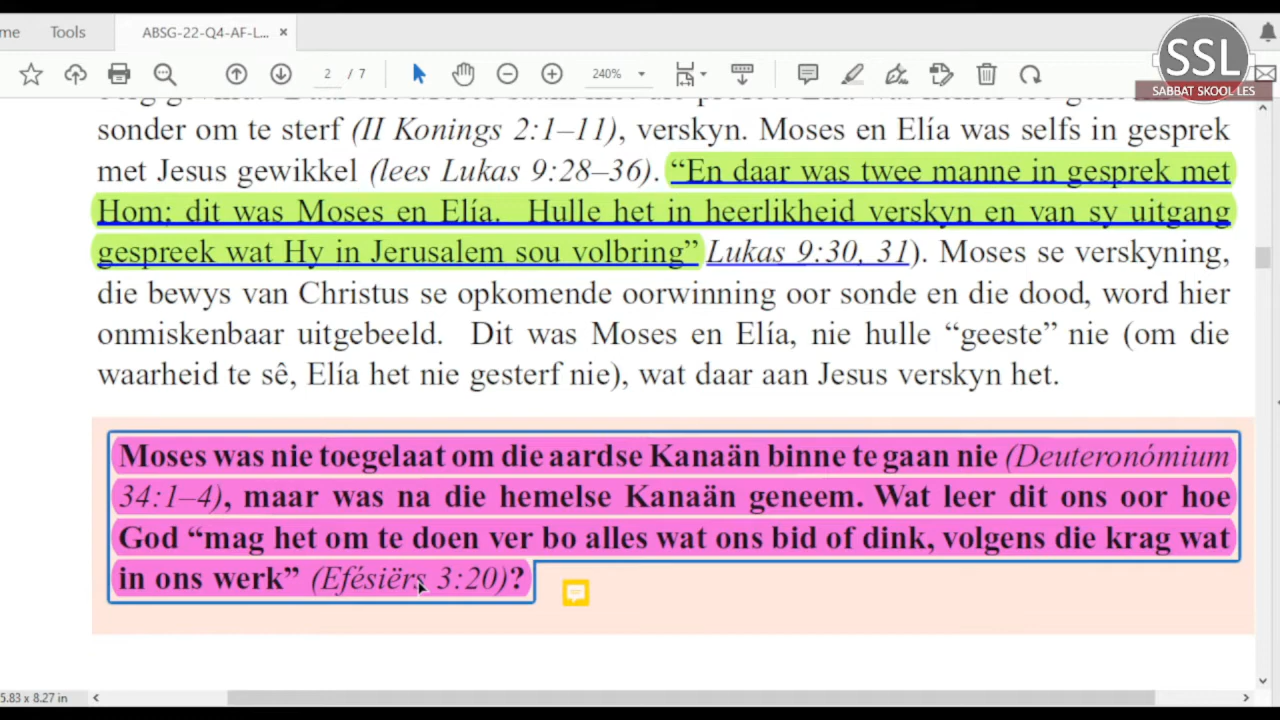 me Tools ABSG-22-Q4-AF-L... ×
2 / 7 240%
SSL
SABBAT SKOOL LES
sonder om te sterf (II Konings 2:1–11), verskyn. Moses en Elía was selfs in gesprek
met Jesus gewikkel (lees Lukas 9:28–36). “En daar was twee manne in gesprek met
Hom; dit was Moses en Elía. Hulle het in heerlikheid verskyn en van sy uitgang
gespreek wat Hy in Jerusalem sou volbring” Lukas 9:30, 31). Moses se verskyning,
die bewys van Christus se opkomende oorwinning oor sonde en die dood, word hier
onmiskenbaar uitgebeeld. Dit was Moses en Elía, nie hulle “geeste” nie (om die
waarheid te sê, Elía het nie gesterf nie), wat daar aan Jesus verskyn het.
Moses was nie toegelaat om die aardse Kanaän binne te gaan nie (Deuteronómium
34:1–4), maar was na die hemelse Kanaän geneem. Wat leer dit ons oor hoe
God “mag het om te doen ver bo alles wat ons bid of dink, volgens die krag wat
in ons werk” (Efésiërs 3:20)?
5.83 x 8.27 in